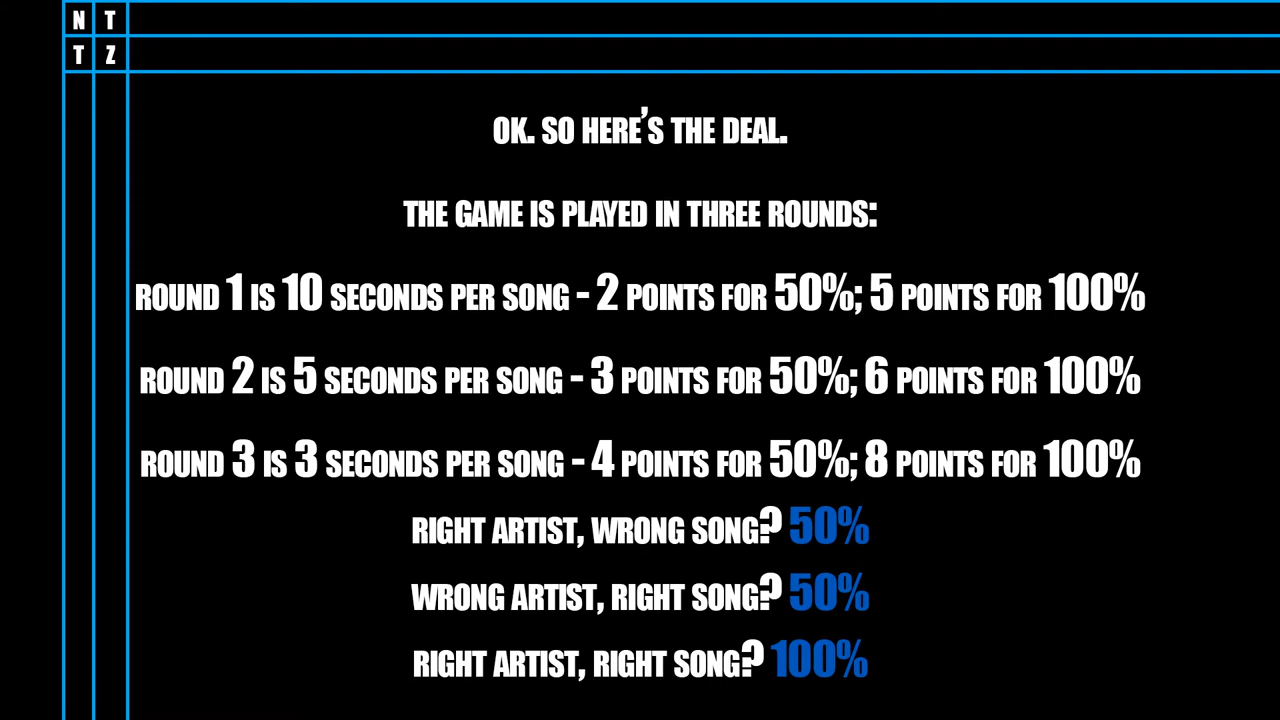 N T
T Z
OK. SO HERE'S THE DEAL.
THE GAME IS PLAYED IN THREE ROUNDS:
ROUND 1 IS 10 SECONDS PER SONG - 2 POINTS FOR 50%; 5 POINTS FOR 100%
ROUND 2 IS 5 SECONDS PER SONG - 3 POINTS FOR 50%; 6 POINTS FOR 100%
ROUND 3 IS 3 SECONDS PER SONG - 4 POINTS FOR 50%; 8 POINTS FOR 100%
RIGHT ARTIST, WRONG SONG? 50%
WRONG ARTIST, RIGHT SONG? 50%
RIGHT ARTIST, RIGHT SONG? 100%